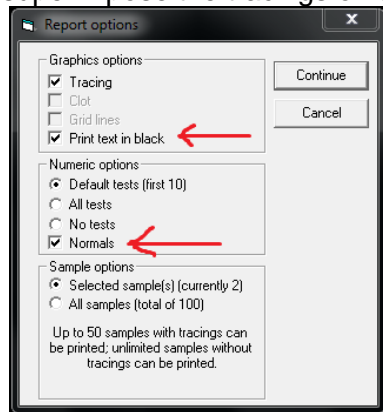 Report options
x
Graphics options
Tracing
Clot
Grid lines
Print text in black
Continue
Cancel
Numeric options
Default tests (first 10)
All tests
No tests
Normals
Sample options
Selected sample(s) (currently 2)
All samples (total of 100)
Up to 50 samples with tracings can
be printed; unlimited samples without
tracings can be printed.